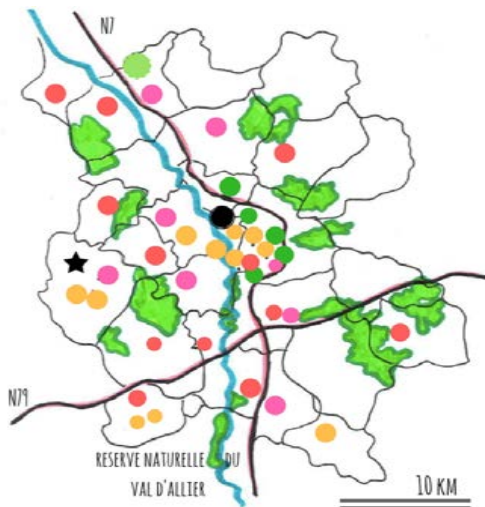 N7
N79
RESERVE NATURELLE DU
VAL D'ALLIER
10 KM